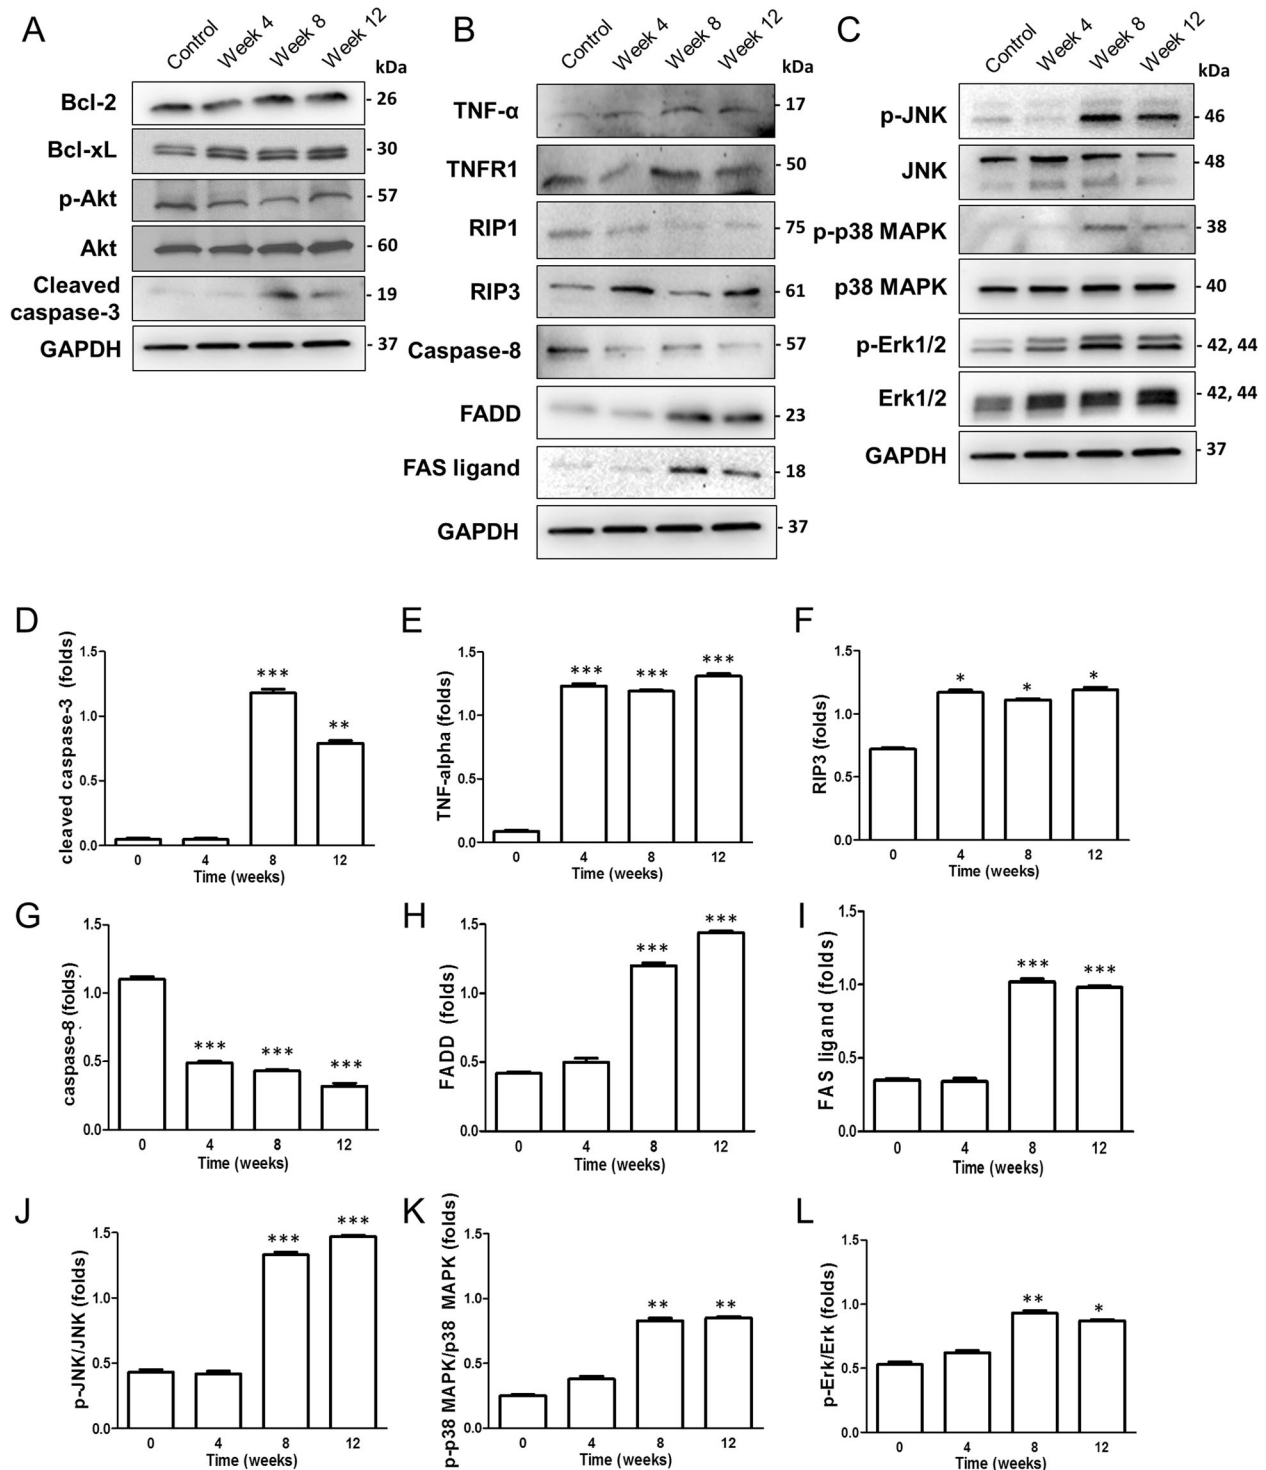 A
Control
Week 4
Week 8
Week 12
kDa
Bcl-2
- 26
Bcl-xL
- 30
p-Akt
- 57
Akt
- 60
Cleaved
caspase-3
- 19
GAPDH
- 37
B
Control
Week 4
Week 8
Week 12
kDa
TNF-α
- 17
TNFR1
- 50
RIP1
- 75
RIP3
- 61
Caspase-8
- 57
FADD
- 23
FAS ligand
- 18
GAPDH
- 37
C
Control
Week 4
Week 8
Week 12
kDa
p-JNK
- 46
JNK
- 48
p-p38 MAPK
- 38
p38 MAPK
- 40
p-Erk1/2
- 42, 44
Erk1/2
- 42, 44
GAPDH
- 37
D
cleaved caspase-3 (folds)
1.5
1.0
0.5
0.0
***
**
0 4 8 12
Time (weeks)
E
TNF-alpha (folds)
1.5
1.0
0.5
0.0
*** *** ***
0 4 8 12
Time (weeks)
F
RIP3 (folds)
1.5
1.0
0.5
0.0
* * *
0 4 8 12
Time (weeks)
G
caspase-8 (folds)
1.5
1.0
0.5
0.0
*** *** ***
0 4 8 12
Time (weeks)
H
FADD (folds)
1.5
1.0
0.5
0.0
*** ***
0 4 8 12
Time (weeks)
I
FAS ligand (folds)
1.5
1.0
0.5
0.0
*** ***
0 4 8 12
Time (weeks)
J
p-JNK/JNK (folds)
1.5
1.0
0.5
0.0
*** ***
0 4 8 12
Time (weeks)
K
p-p38 MAPK/p38 MAPK (folds)
1.5
1.0
0.5
0.0
** **
0 4 8 12
Time (weeks)
L
p-Erk/Erk (folds)
1.5
1.0
0.5
0.0
** *
0 4 8 12
Time (weeks)